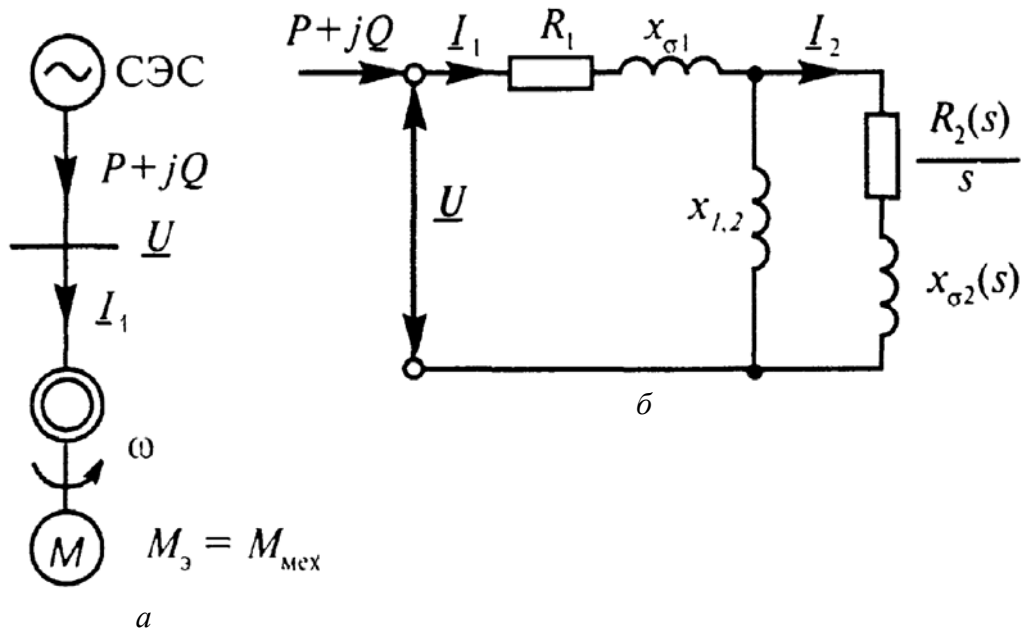 СЭС
P+jQ
U
I₁
ω
M
Mэ = Mмех
а
P+jQ
I₁
R₁
xσ1
I₂
R₂(s)
s
U
x1,2
xσ2(s)
б